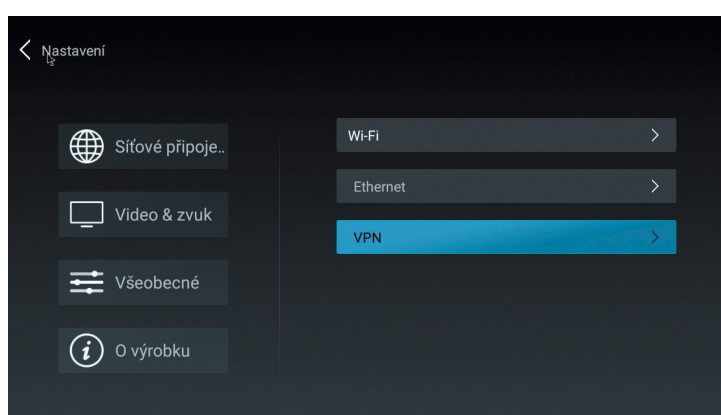 Nastavení
Síťové připoje..
Video & zvuk
Všeobecné
O výrobku
Wi-Fi
Ethernet
VPN